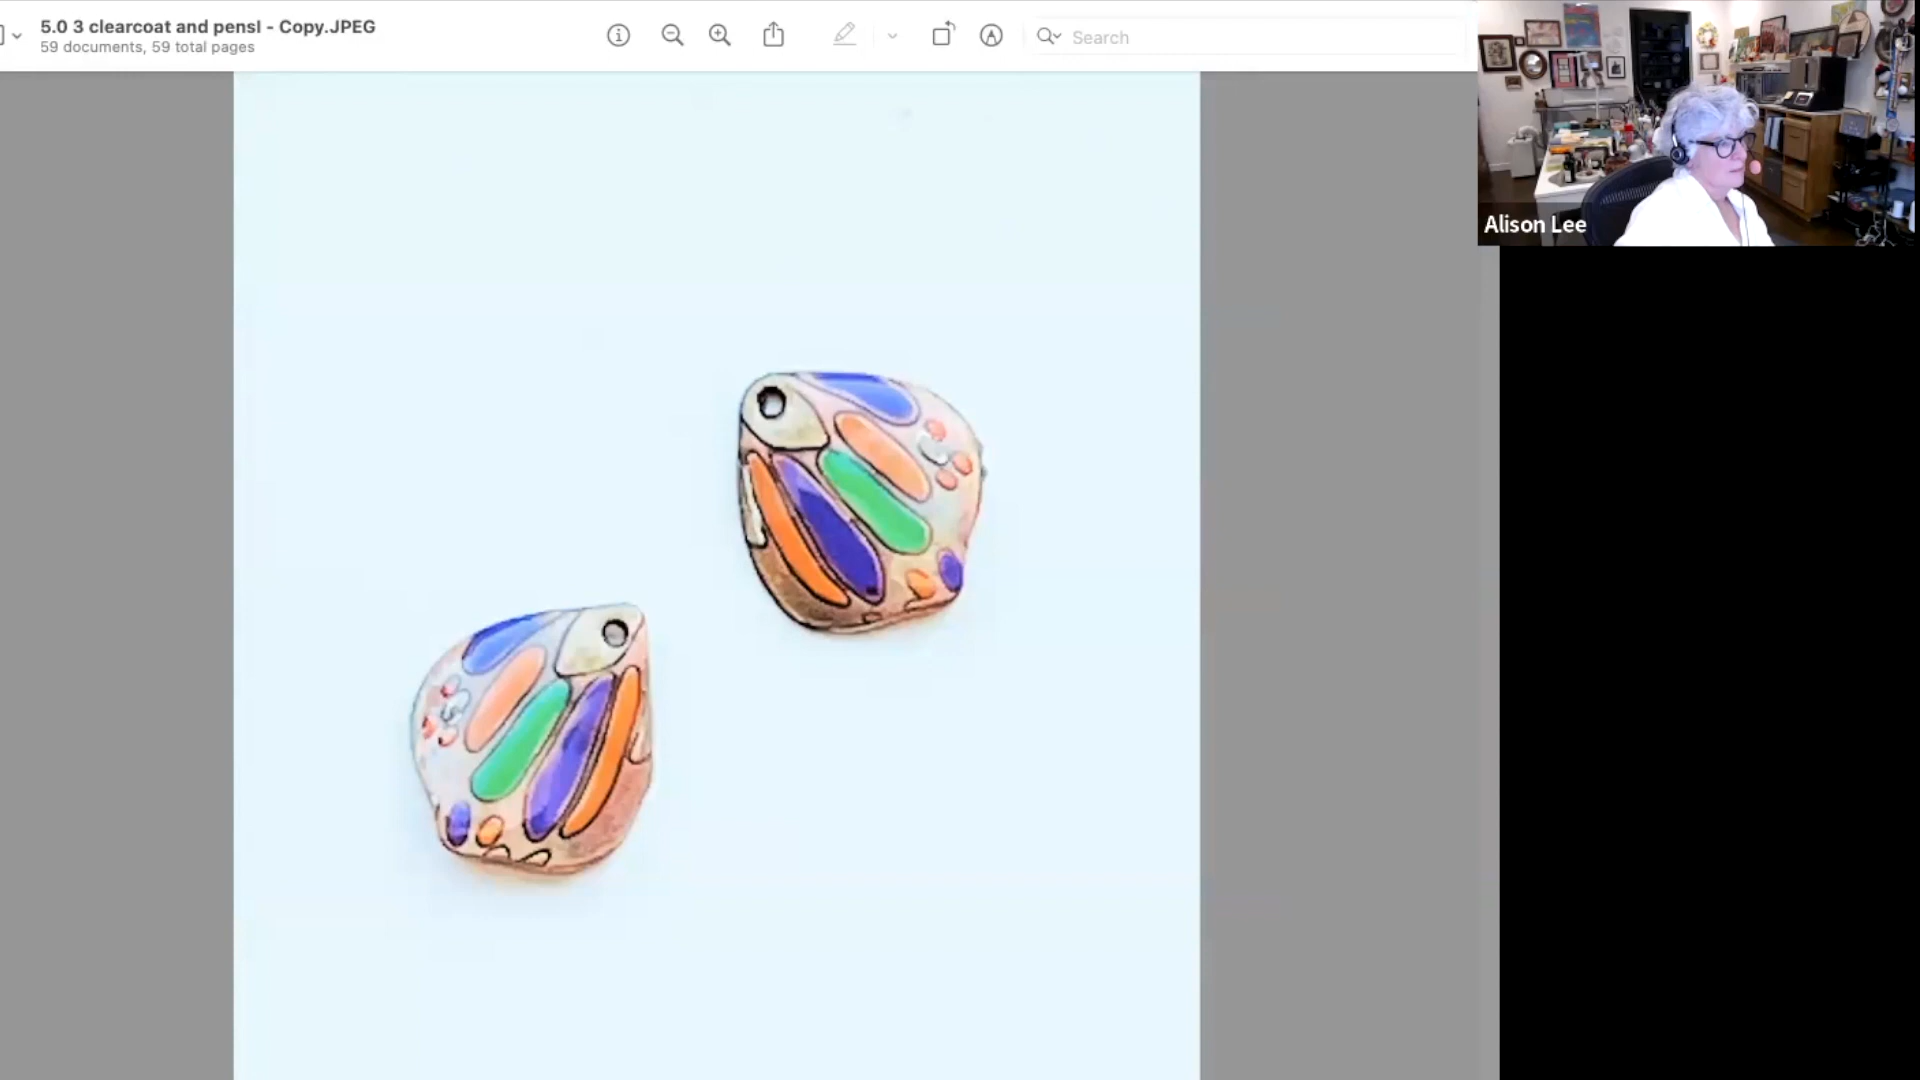 5.0 3 clearcoat and pensl - Copy.JPEG
59 documents, 59 total pages
Search
Alison Lee